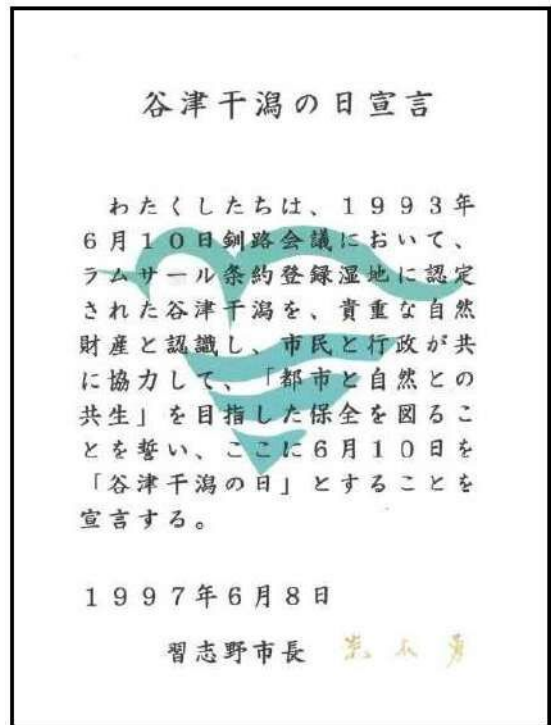 谷津干潟の日宣言
わたくしたちは、1993年
6月10日釧路会議において、
ラムサール条約登録湿地に認定
された谷津干潟を、貴重な自然
財産と認識し、市民と行政が共
に協力して、「都市と自然との
共生」を目指した保全を図るこ
とを誓い、ここに6月10日を
「谷津干潟の日」とすることを
宣言する。
1997年6月8日
習志野市長